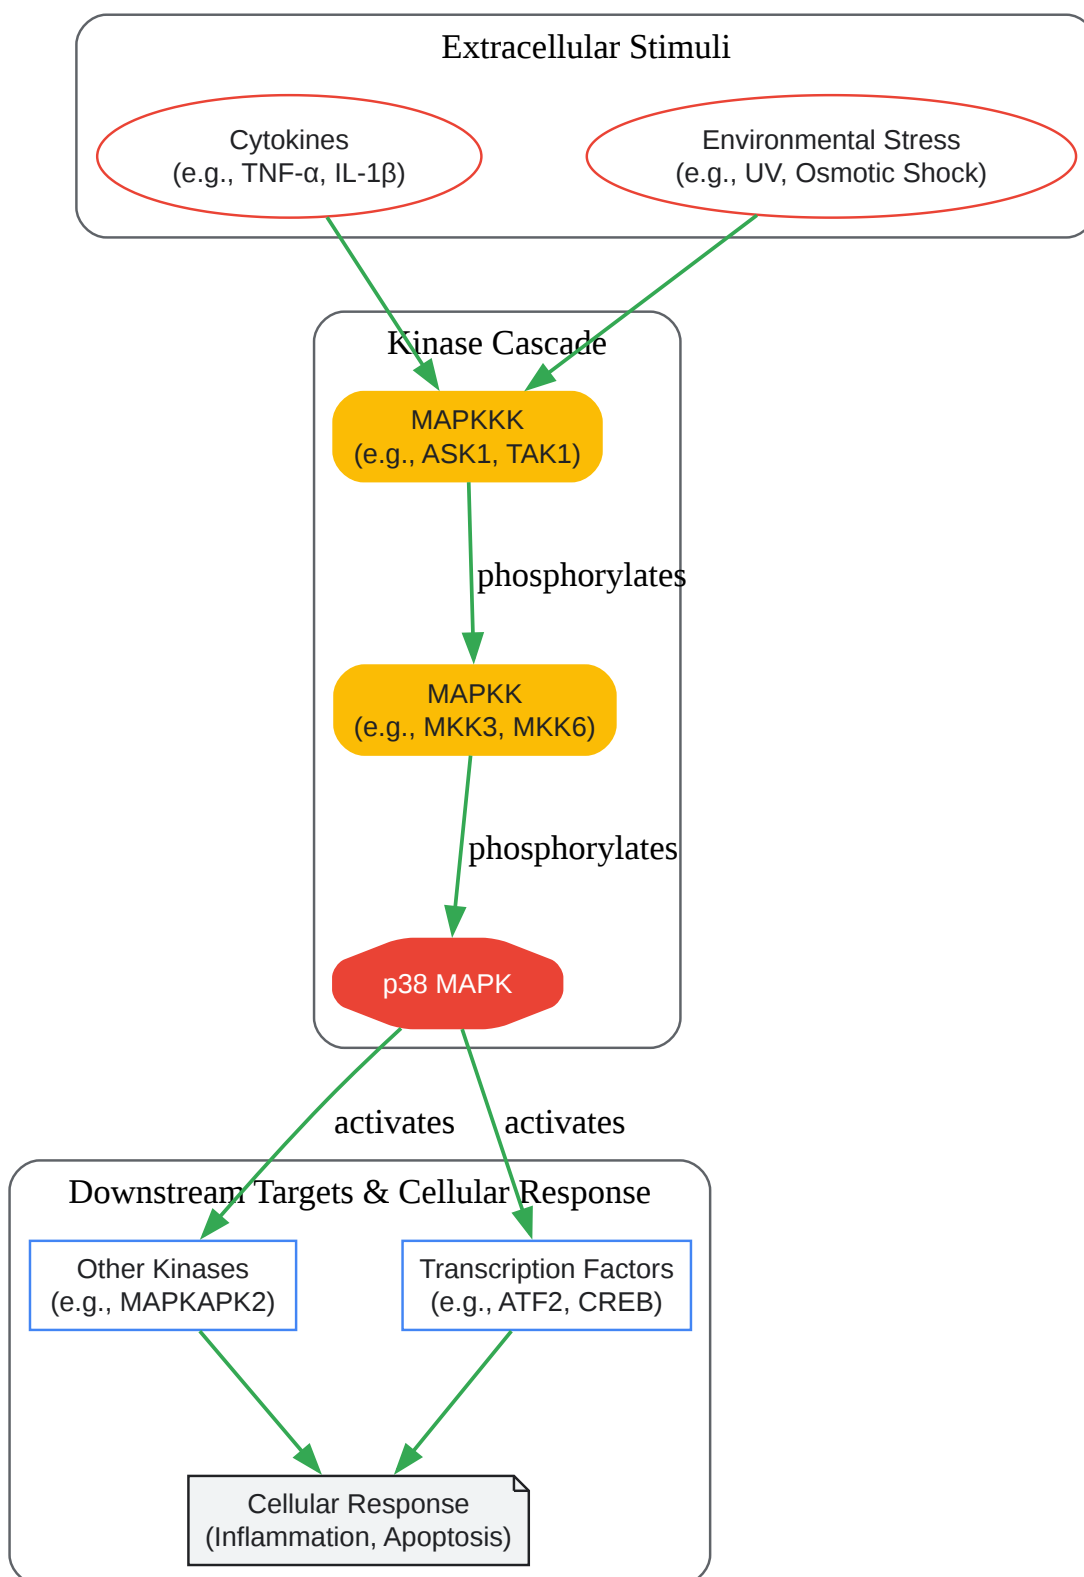 Extracellular Stimuli
Cytokines
(e.g., TNF-α, IL-1β)
Environmental Stress
(e.g., UV, Osmotic Shock)
Kinase Cascade
MAPKKK
(e.g., ASK1, TAK1)
phosphorylates
MAPKK
(e.g., MKK3, MKK6)
phosphorylates
p38 MAPK
activates
activates
Downstream Targets & Cellular Response
Other Kinases
(e.g., MAPKAPK2)
Transcription Factors
(e.g., ATF2, CREB)
Cellular Response
(Inflammation, Apoptosis)